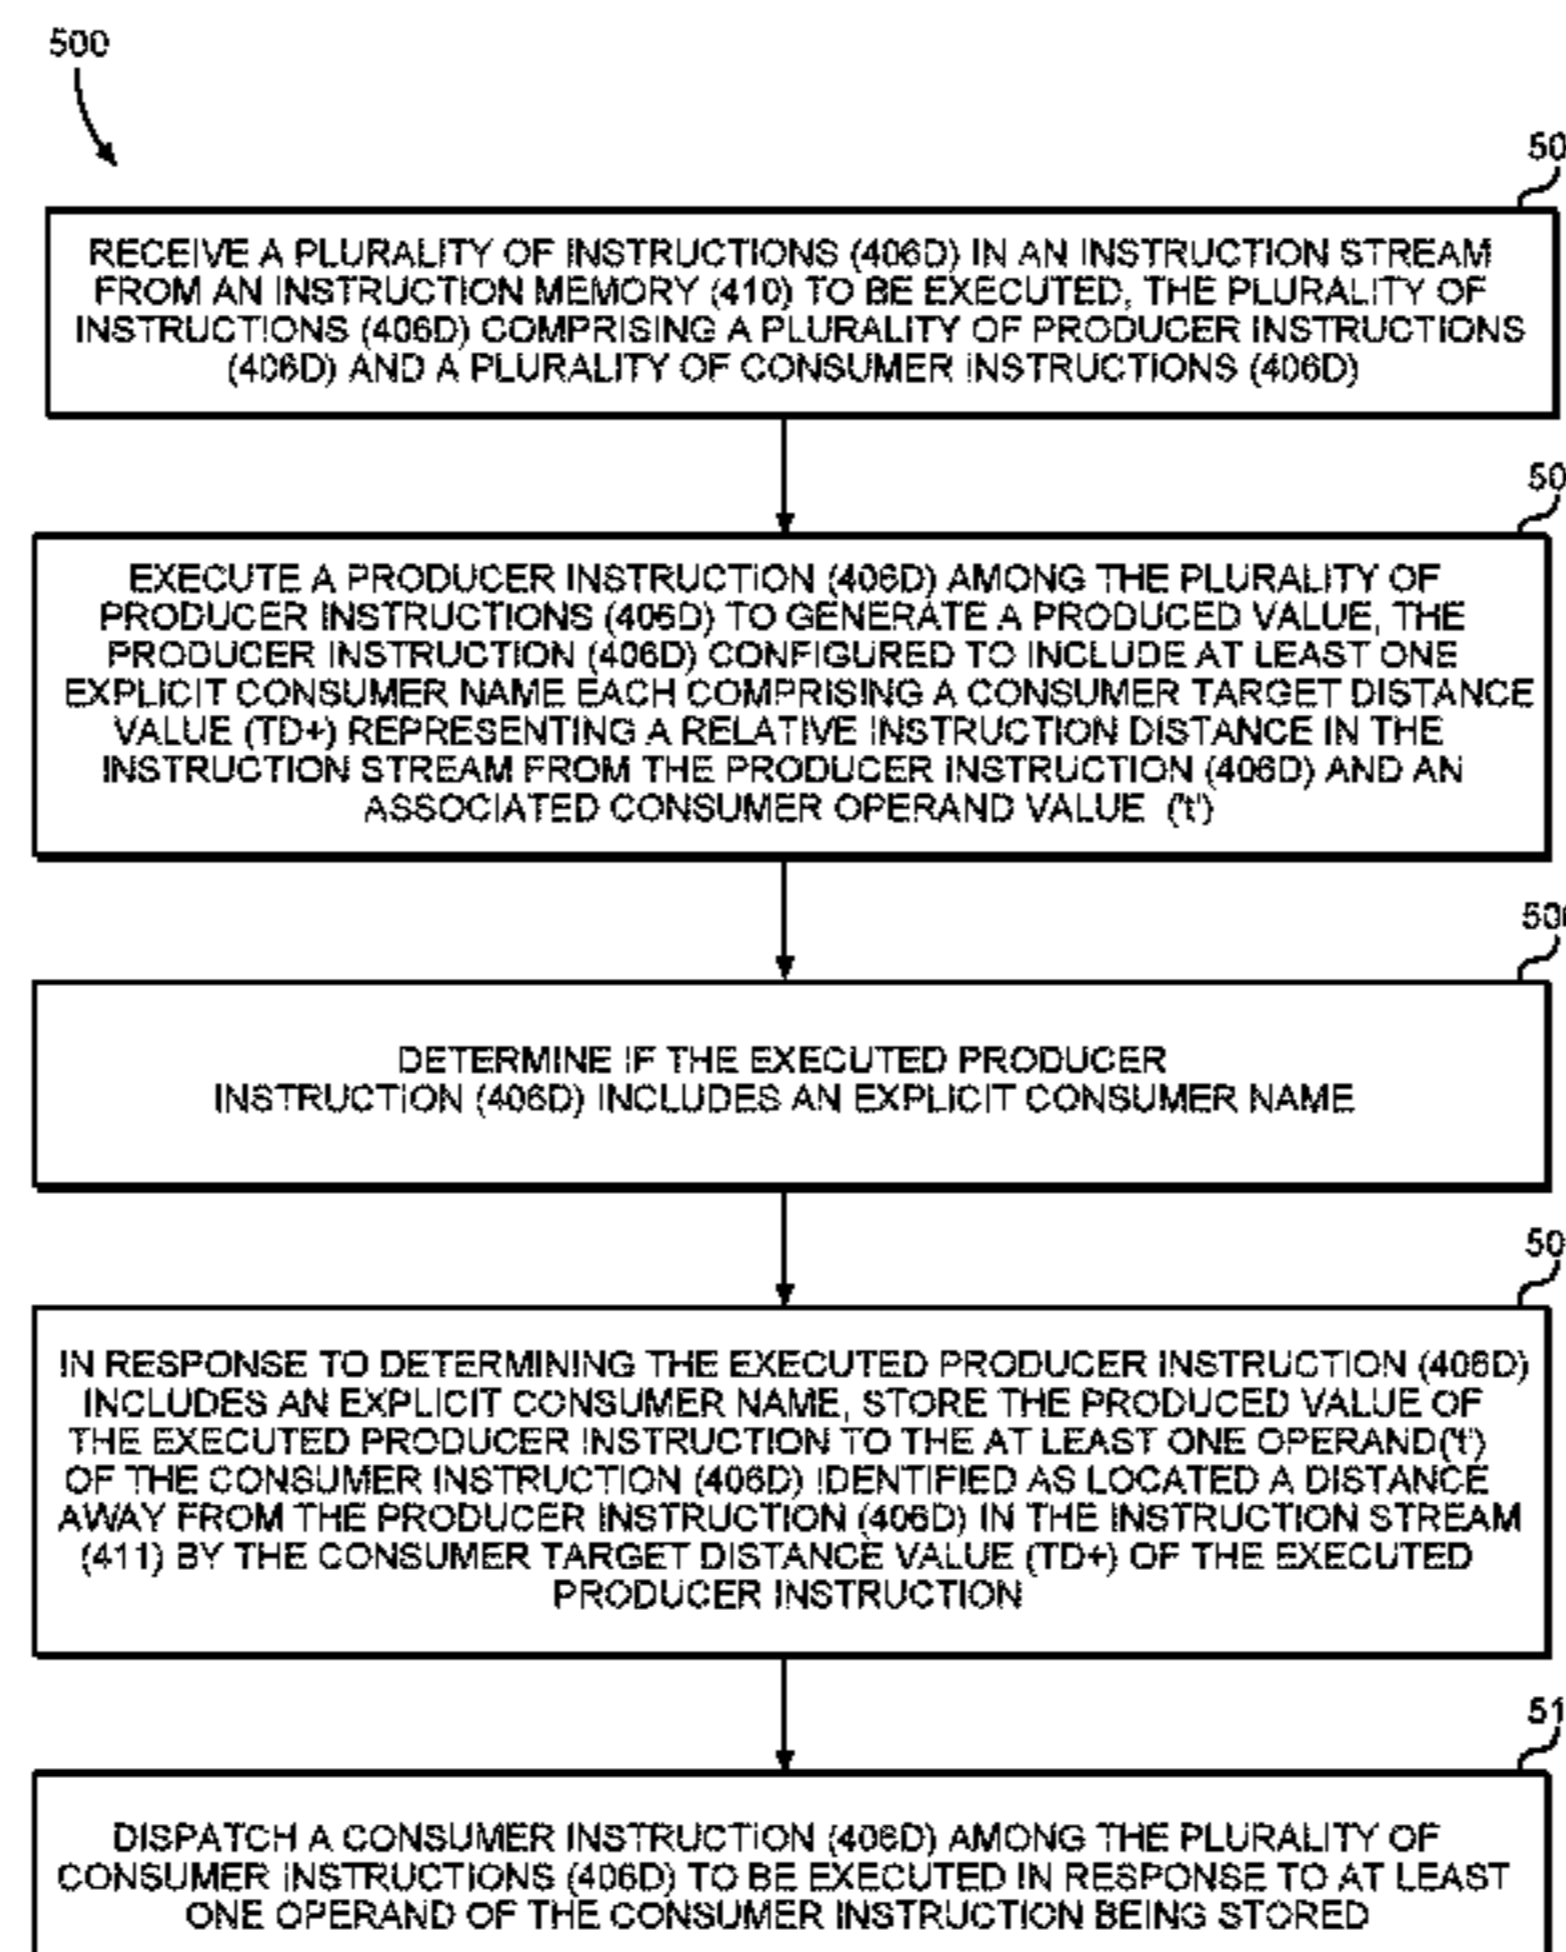 500
50
RECEIVE A PLURALITY OF INSTRUCTIONS (406D) IN AN INSTRUCTION STREAM
FROM AN INSTRUCTION MEMORY (410) TO BE EXECUTED, THE PLURALITY OF
INSTRUCTIONS (406D) COMPRISING A PLURALITY OF PRODUCER INSTRUCTIONS
(406D) AND A PLURALITY OF CONSUMER INSTRUCTIONS (406D)
50
EXECUTE A PRODUCER INSTRUCTION (406D) AMONG THE PLURALITY OF
PRODUCER INSTRUCTIONS (406D) TO GENERATE A PRODUCED VALUE, THE
PRODUCER INSTRUCTION (406D) CONFIGURED TO INCLUDE AT LEAST ONE
EXPLICIT CONSUMER NAME EACH COMPRISING A CONSUMER TARGET DISTANCE
VALUE (TD+) REPRESENTING A RELATIVE INSTRUCTION DISTANCE IN THE
INSTRUCTION STREAM FROM THE PRODUCER INSTRUCTION (406D) AND AN
ASSOCIATED CONSUMER OPERAND VALUE ('t')
50
DETERMINE IF THE EXECUTED PRODUCER
INSTRUCTION (406D) INCLUDES AN EXPLICIT CONSUMER NAME
50
IN RESPONSE TO DETERMINING THE EXECUTED PRODUCER INSTRUCTION (406D)
INCLUDES AN EXPLICIT CONSUMER NAME, STORE THE PRODUCED VALUE OF
THE EXECUTED PRODUCER INSTRUCTION TO THE AT LEAST ONE OPERAND('t')
OF THE CONSUMER INSTRUCTION (406D) IDENTIFIED AS LOCATED A DISTANCE
AWAY FROM THE PRODUCER INSTRUCTION (406D) IN THE INSTRUCTION STREAM
(411) BY THE CONSUMER TARGET DISTANCE VALUE (TD+) OF THE EXECUTED
PRODUCER INSTRUCTION
51
DISPATCH A CONSUMER INSTRUCTION (406D) AMONG THE PLURALITY OF
CONSUMER INSTRUCTIONS (406D) TO BE EXECUTED IN RESPONSE TO AT LEAST
ONE OPERAND OF THE CONSUMER INSTRUCTION BEING STORED